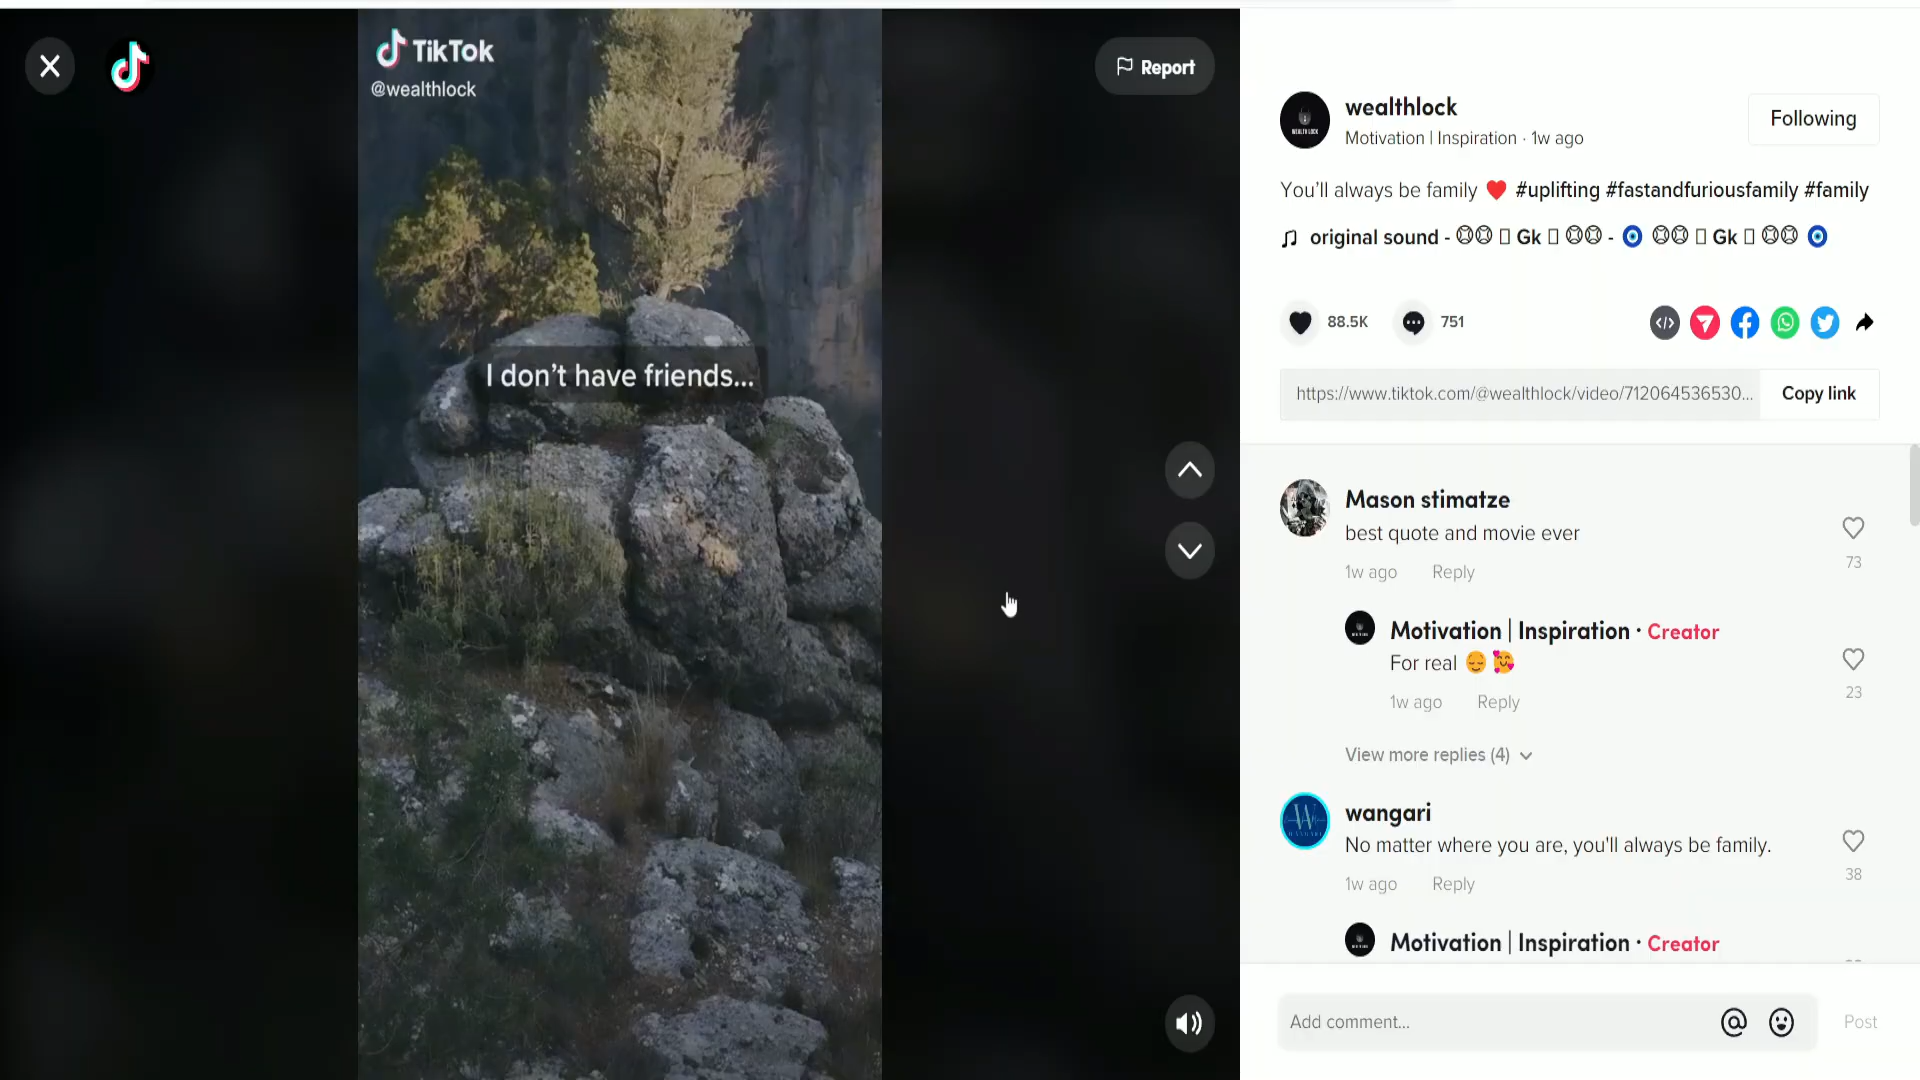 TikTok
@wealthlock
Report
I don't have friends...
wealthlock
Motivation | Inspiration · 1w ago
Following
You'll always be family ❤️ #uplifting #fastandfuriousfamily #family
original sound - Gk - 🧿 Gk 🧿
88.5K
751
https://www.tiktok.com/@wealthlock/video/712064536530...
Copy link
Mason stimatze
best quote and movie ever
73
1w ago Reply
Motivation | Inspiration · Creator
For real 😌 🥰
23
1w ago Reply
View more replies (4)
wangari
No matter where you are, you'll always be family.
38
1w ago Reply
Motivation | Inspiration · Creator
Add comment...
Post